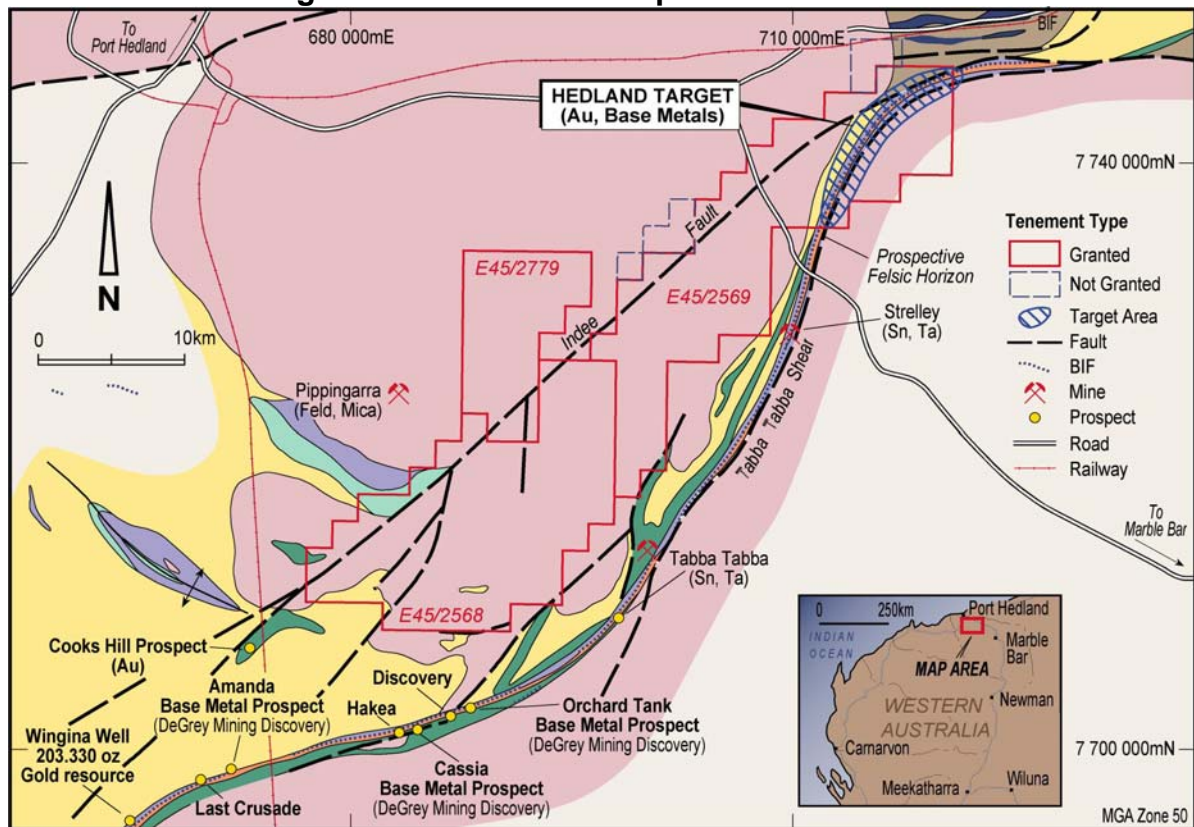 To
Port Hedland
680 000mE
710 000mE
BIF
HEDLAND TARGET
(Au, Base Metals)
7 740 000mN
N
0
10km
E45/2779
Indee
Fault
E45/2569
Prospective
Felsic Horizon
Strelley
(Sn, Ta)
Tenement Type
Granted
Not Granted
Target Area
Fault
BIF
Mine
Prospect
Road
Railway
Pippingarra
(Feld, Mica)
Tabba Tabba Shear
To
Marble Bar
Tabba Tabba
(Sn, Ta)
E45/2568
Cooks Hill Prospect
(Au)
Amanda
Base Metal Prospect
(DeGrey Mining Discovery)
Discovery
Hakea
Orchard Tank
Base Metal Prospect
(DeGrey Mining Discovery)
Wingina Well
203.330 oz
Gold resource
Last Crusade
Cassia
Base Metal Prospect
(DeGrey Mining Discovery)
0
250km
Port Hedland
INDIAN
OCEAN
Marble
Bar
MAP AREA
Newman
WESTERN
AUSTRALIA
Carnarvon
Meekatharra
Wiluna
7 700 000mN
MGA Zone 50